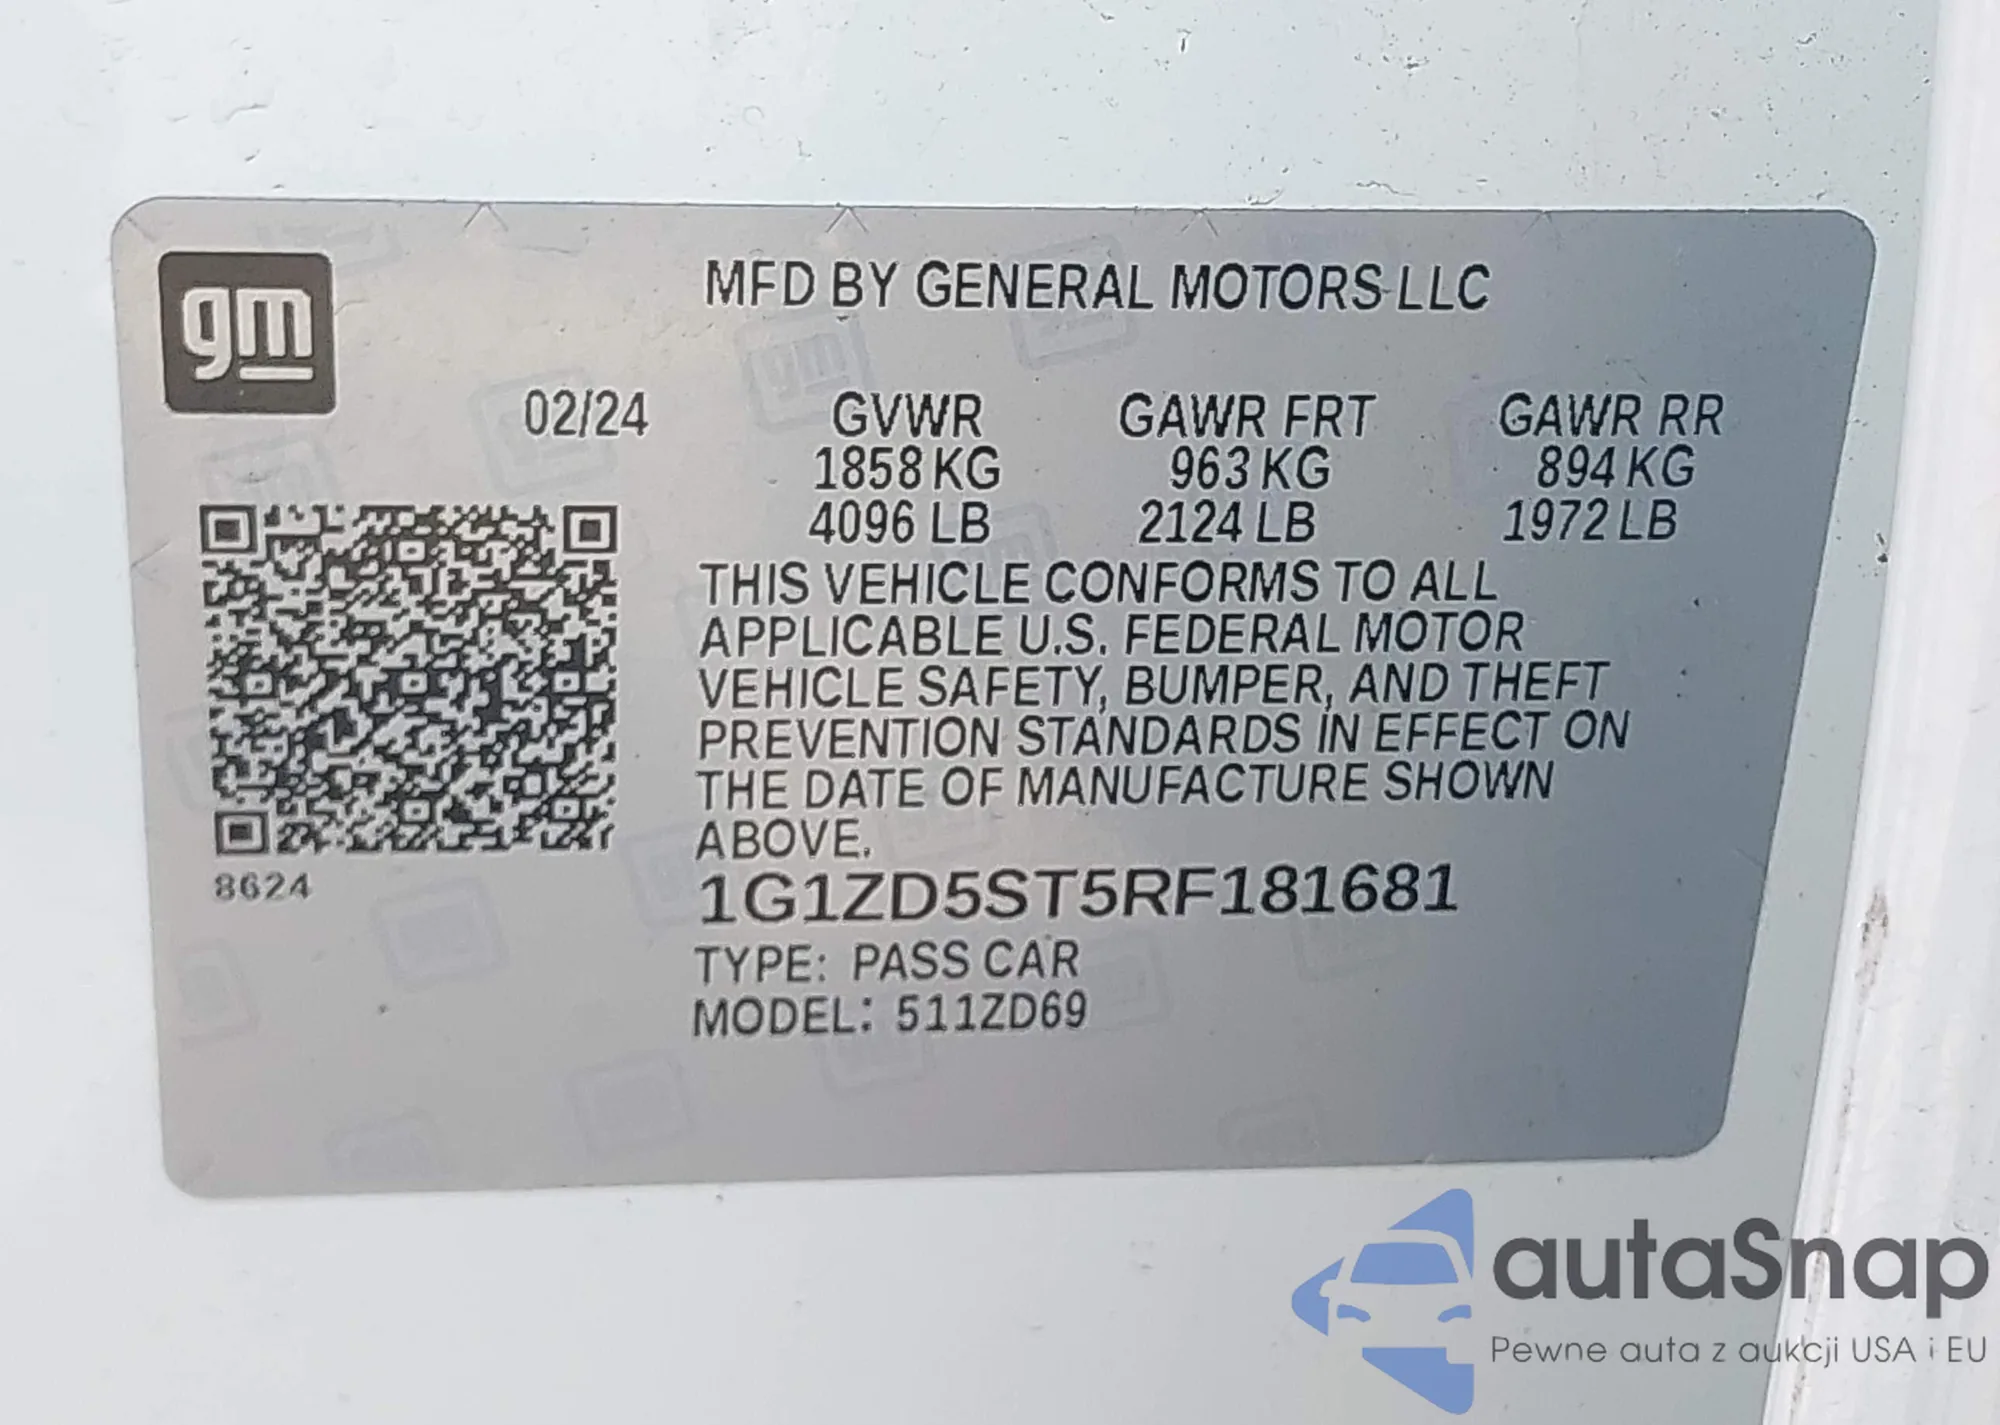 gm
MFD BY GENERAL MOTORS LLC
02/24 GVWR GAWR FRT GAWR RR
1858 KG 963 KG 894 KG
4096 LB 2124 LB 1972 LB
THIS VEHICLE CONFORMS TO ALL
APPLICABLE U.S. FEDERAL MOTOR
VEHICLE SAFETY, BUMPER, AND THEFT
PREVENTION STANDARDS IN EFFECT ON
THE DATE OF MANUFACTURE SHOWN
ABOVE.
8624
1G1ZD5ST5RF181681
TYPE: PASS CAR
MODEL: 511ZD69
autaSnap
Pewne auta z aukcji USA i EU